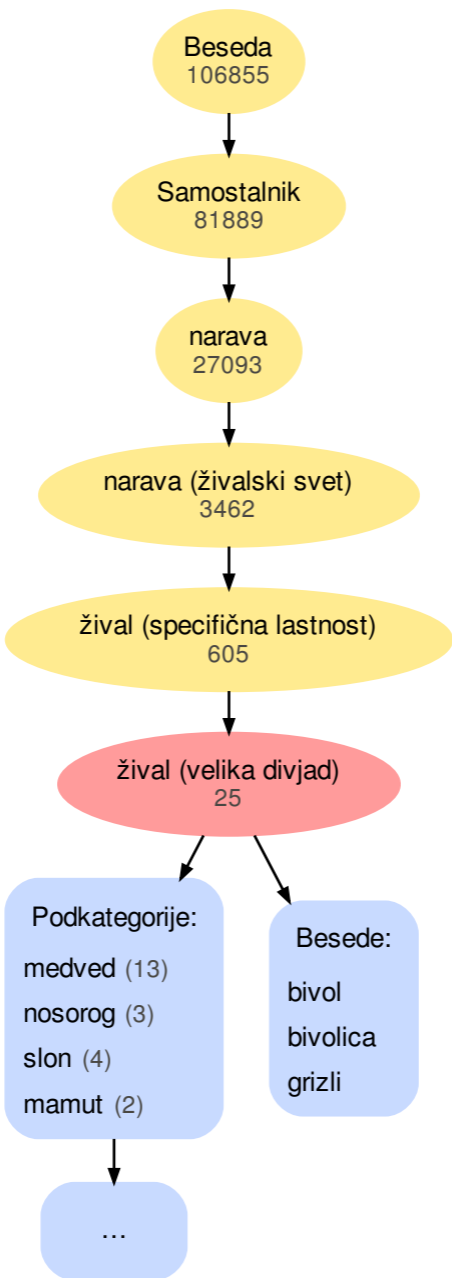 Beseda
106855
Samostalnik
81889
narava
27093
narava (živalski svet)
3462
žival (specifična lastnost)
605
žival (velika divjad)
25
Podkategorije:
medved (13)
nosorog (3)
slon (4)
mamut (2)
Besede:
bivol
bivolica
grizli
...